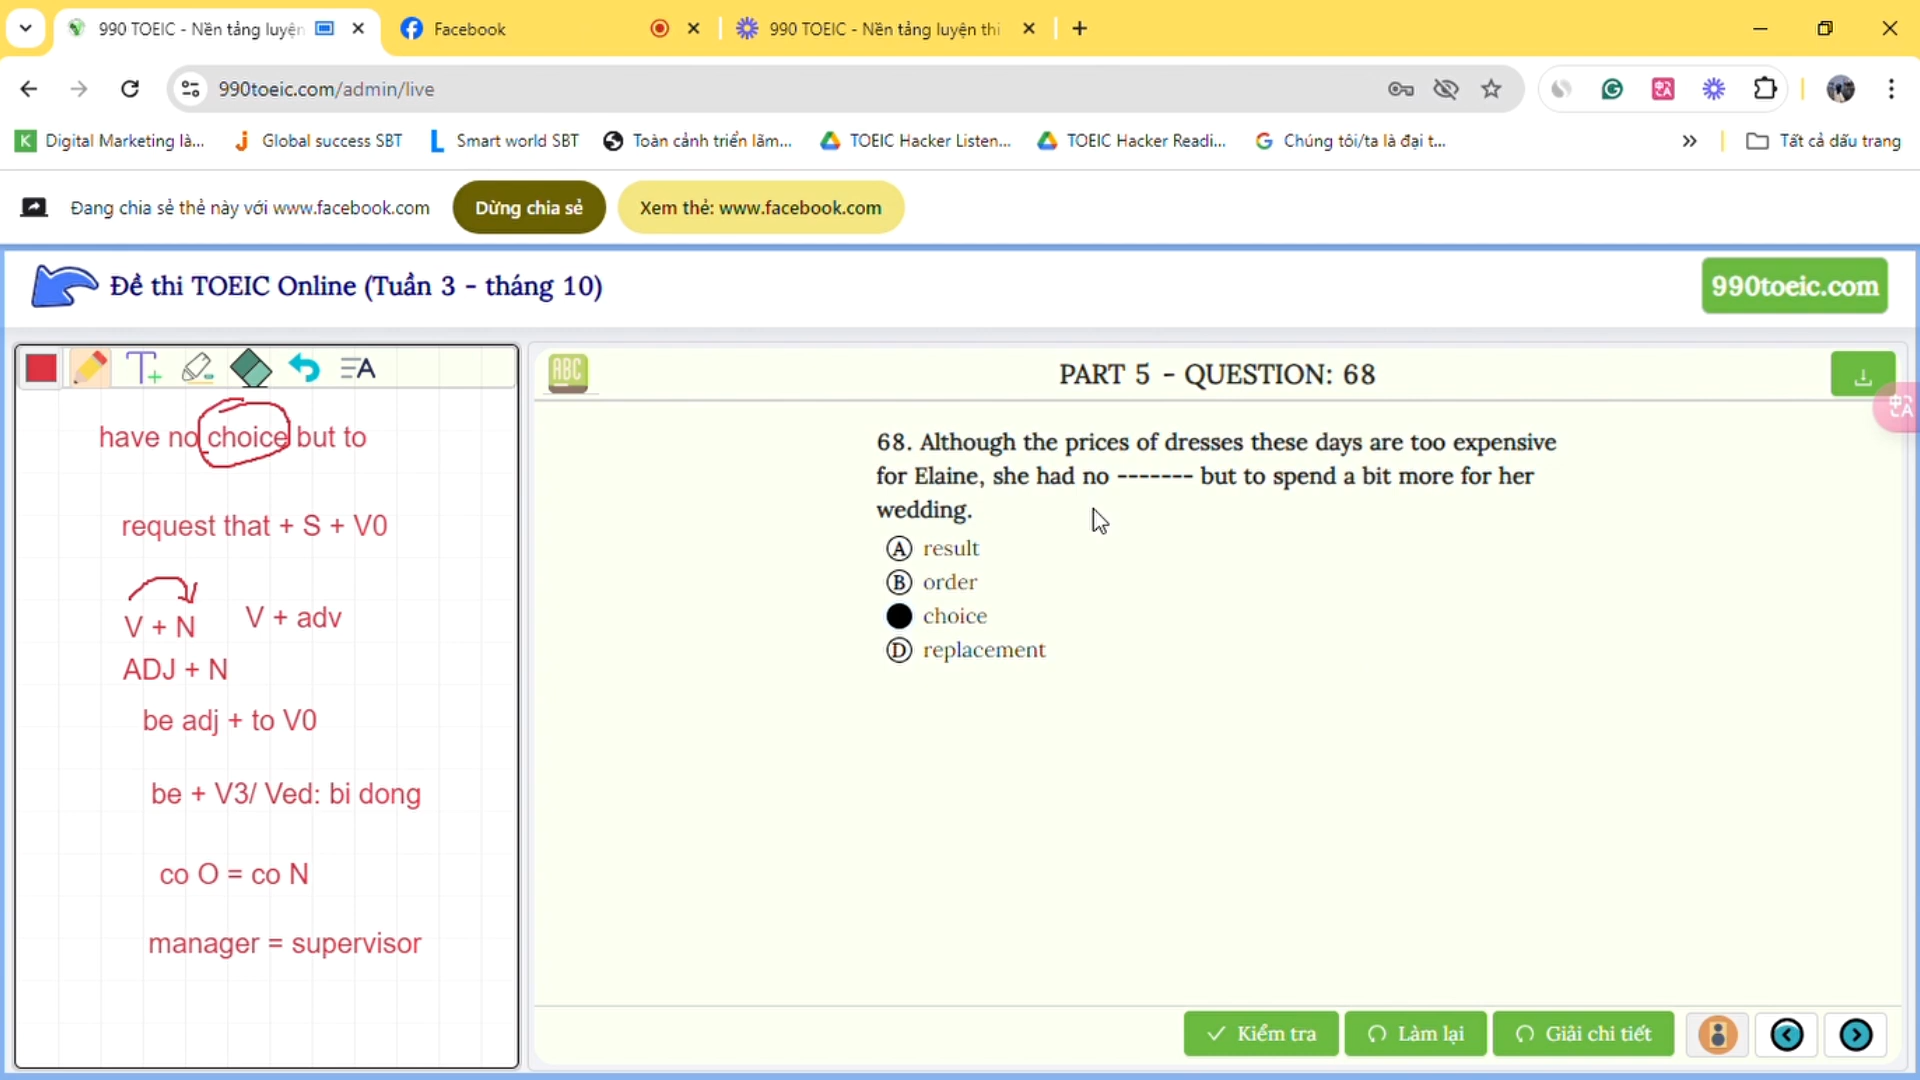 990 TOEIC - Nền tảng luyện
Facebook
990 TOEIC - Nền tảng luyện thi
990toeic.com/admin/live
Digital Marketing là...
Global success SBT
Smart world SBT
Toàn cảnh triển lãm...
TOEIC Hacker Listen...
TOEIC Hacker Readi...
Chúng tôi/ta là đại t...
Tất cả dấu trang
Đang chia sẻ thẻ này với www.facebook.com
Dừng chia sẻ
Xem thẻ: www.facebook.com
Đề thi TOEIC Online (Tuần 3 - tháng 10)
990toeic.com
have no choice but to
request that + S + V0
V + N
V + adv
ADJ + N
be adj + to V0
be + V3/ Ved: bi dong
co O = co N
manager = supervisor
ABC
PART 5 - QUESTION: 68
68. Although the prices of dresses these days are too expensive
for Elaine, she had no ------- but to spend a bit more for her
wedding.
A result
B order
choice
D replacement
Kiểm tra
Làm lại
Giải chi tiết